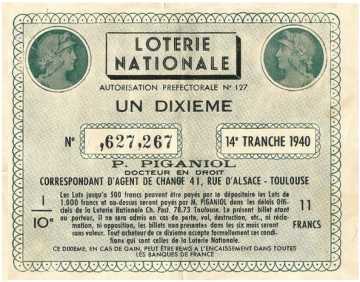 LOTERIE
NATIONALE
AUTORISATION PREFECTORALE N° 127
UN DIXIEME
N° ,627,267
14e TRANCHE 1940
P. PIGANIOL
DOCTEUR EN DROIT
CORRESPONDANT D'AGENT DE CHANGE 41, RUE D'ALSACE - TOULOUSE
1
10e
Les Lots jusqu'à 500 francs peuvent être payés par le dépositaire les Lots de
1.000 francs et au-dessus seront payés par M. PIGANIOL dans les délais Offi-
ciels de la Loterie Nationale Ch. Post. 78.73 Toulouse. Le présent billet étant
au porteur, il ne sera admis en cas de perte, vol, destruction, etc., ni récla-
mation, ni opposition, les billets non présentés dans les six mois seront sans
valeur. Tout acheteur de ce dixième accepte formellement ses condi-
tions qui sont celles de la Loterie Nationale.
11
FRANCS
CE DIXIEME, EN CAS DE GAIN, PEUT ÊTRE REMIS A L'ENCAISSEMENT DANS TOUTES
LES BANQUES DE FRANCE